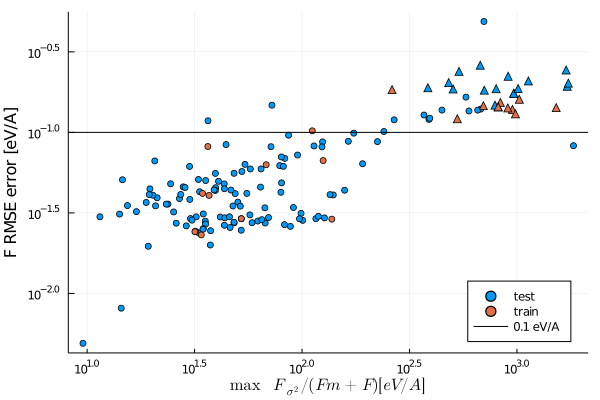 10^-0.5
10^-1.0
10^-1.5
10^-2.0
F RMSE error [eV/A]
test
train
0.1 eV/A
10^1.0 10^1.5 10^2.0 10^2.5 10^3.0
max F_σ²/(Fm + F)[eV/A]